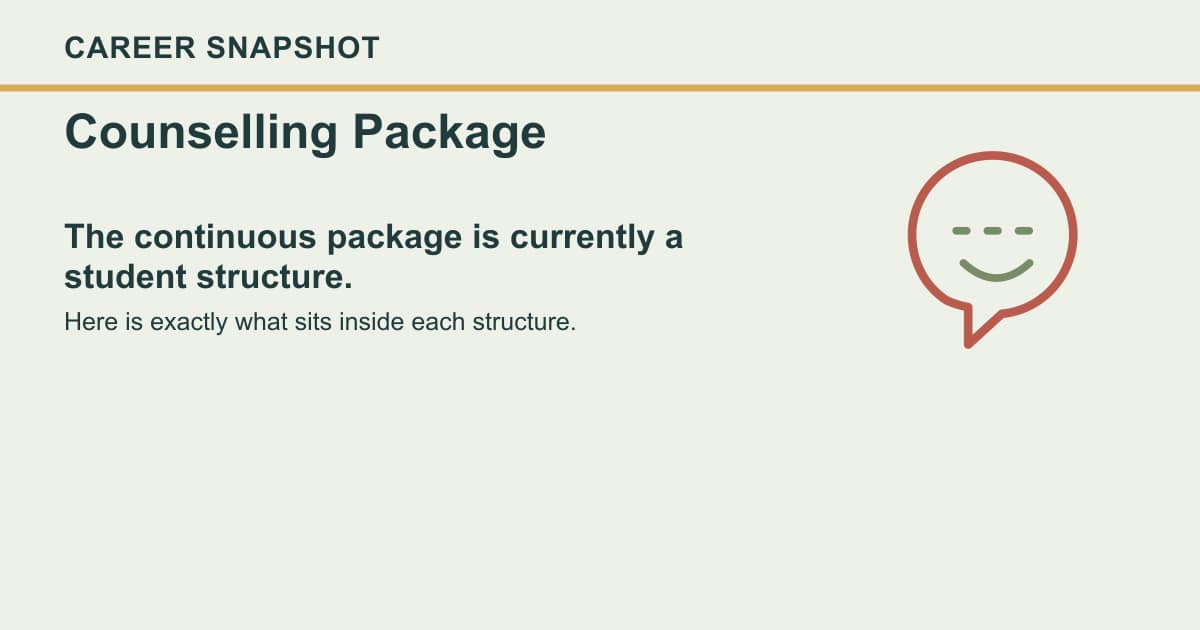 CAREER SNAPSHOT
Counselling Package
The continuous package is currently a
student structure.
Here is exactly what sits inside each structure.